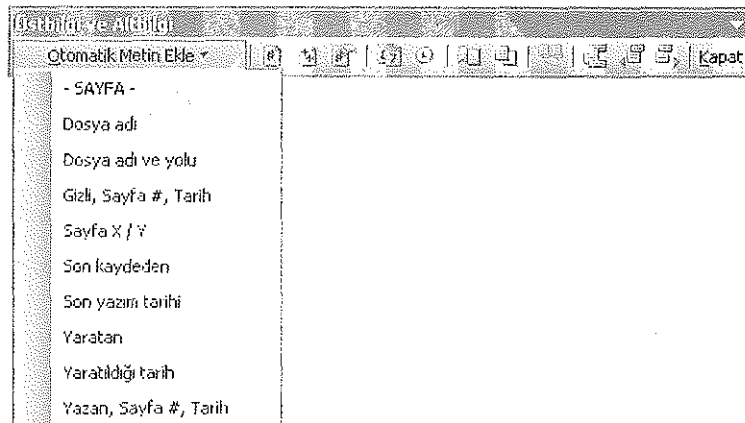 Üstbilgi ve Altbilgi
Otomatik Metin Ekle Kapat
- SAYFA -
Dosya adı
Dosya adı ve yolu
Gizli, Sayfa #, Tarih
Sayfa X / Y
Son kaydeden
Son yazım tarihi
Yaratan
Yaratıldığı tarih
Yazan, Sayfa #, Tarih